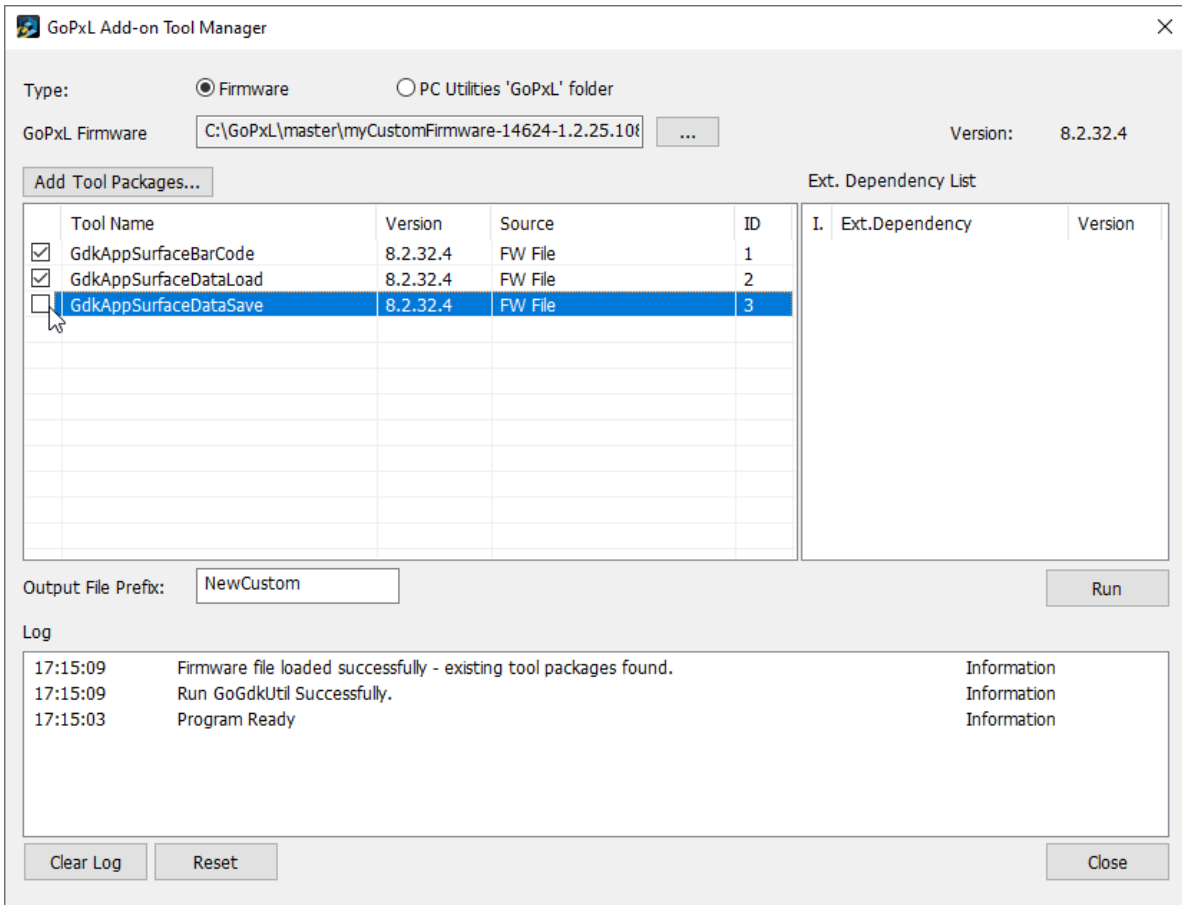 GoPxL Add-on Tool Manager
Type: Firmware PC Utilities 'GoPxL' folder
GoPxL Firmware C:\GoPxL\master\myCustomFirmware-14624-1.2.25.108 ... Version: 8.2.32.4
Add Tool Packages... Ext. Dependency List
Tool Name Version Source ID I. Ext.Dependency Version
GdkAppSurfaceBarCode 8.2.32.4 FW File 1
GdkAppSurfaceDataLoad 8.2.32.4 FW File 2
GdkAppSurfaceDataSave 8.2.32.4 FW File 3
Output File Prefix: NewCustom Run
Log
17:15:09 Firmware file loaded successfully - existing tool packages found. Information
17:15:09 Run GoGdkUtil Successfully. Information
17:15:03 Program Ready Information
Clear Log Reset Close